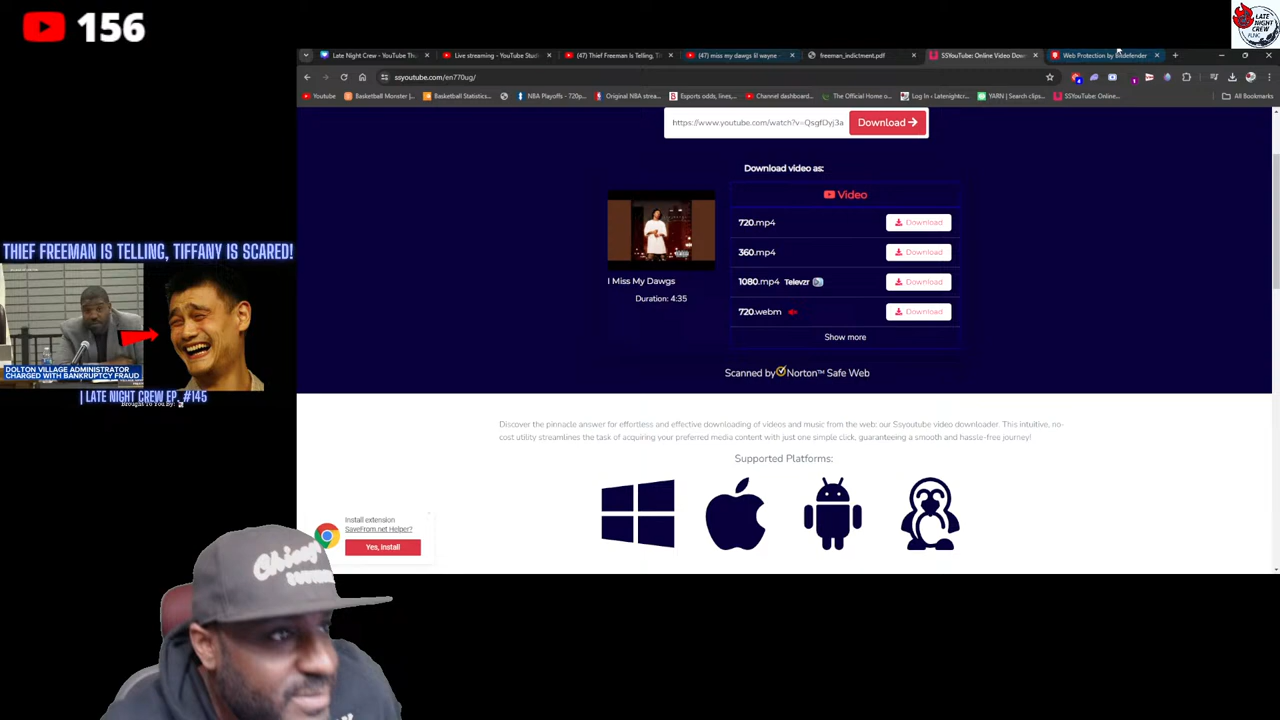 156
LATE NIGHT CREW
Late Night Crew - YouTube Thu
Live streaming - YouTube Studi
(47) Thief Freeman Is Telling, Ti
(47) miss my dawgs lil wayne -
freeman_indictment.pdf
SSYouTube: Online Video Down
Web Protection by Bitdefender
ssyoutube.com/en770ug/
Youtube
Basketball Monster |...
Basketball Statistics...
NBA Playoffs - 720p...
Original NBA strea...
Esports odds, lines,...
Channel dashboard...
The Official Home o...
Log In ‹ Latenightcr...
YARN | Search clips...
SSYouTube: Online...
All Bookmarks
https://www.youtube.com/watch?v=QsgfDyj3a
Download
Download video as:
Video
720.mp4
Download
360.mp4
Download
1080.mp4 Televzr
Download
720.webm
Download
Show more
I Miss My Dawgs
Duration: 4:35
Scanned by Norton™ Safe Web
Discover the pinnacle answer for effortless and effective downloading of videos and music from the web: our Ssyoutube video downloader. This intuitive, no-
cost utility streamlines the task of acquiring your preferred media content with just one simple click, guaranteeing a smooth and hassle-free journey!
Supported Platforms:
Install extension
SaveFrom.net Helper?
Yes, Install
THIEF FREEMAN IS TELLING, TIFFANY IS SCARED!
DOLTON VILLAGE ADMINISTRATOR
CHARGED WITH BANKRUPTCY FRAUD
| LATE NIGHT CREW EP. #145
Brought To You By: